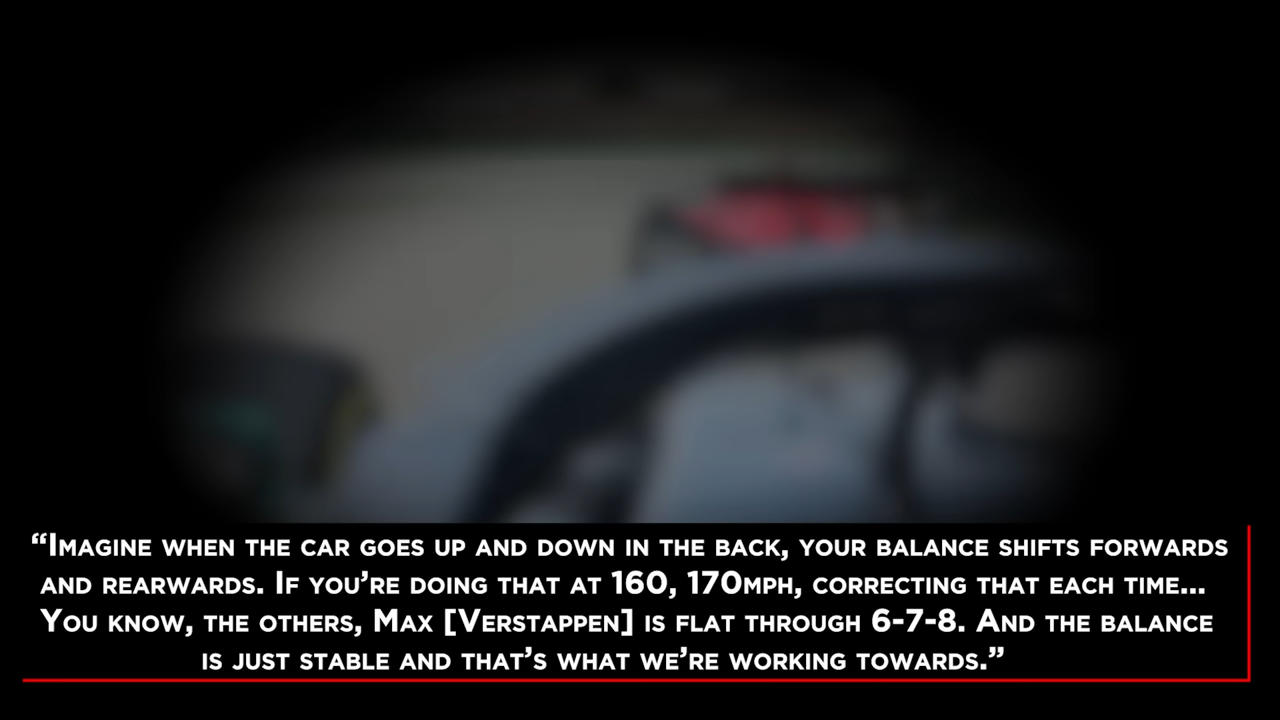 “Imagine when the car goes up and down in the back, your balance shifts forwards
and rearwards. If you’re doing that at 160, 170mph, correcting that each time...
You know, the others, Max [Verstappen] is flat through 6-7-8. And the balance
is just stable and that’s what we’re working towards.”